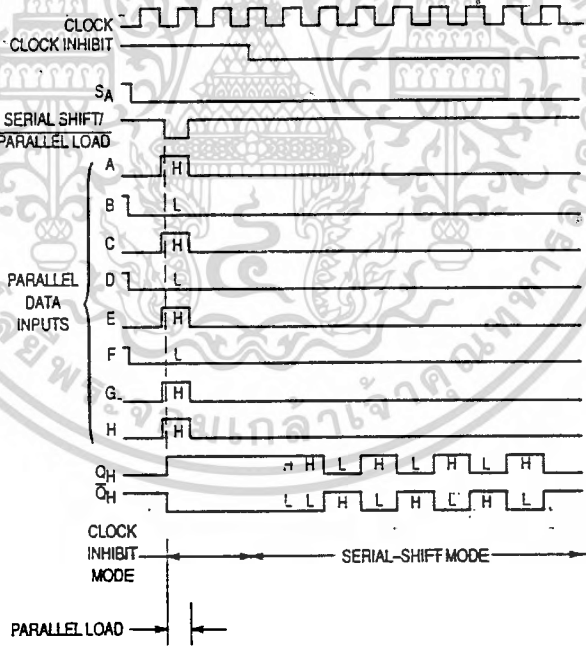 CLOCK
CLOCK INHIBIT
SA
SERIAL SHIFT/
PARALLEL LOAD
A H
B L
C H
D L
E H
F L
G H
H H
PARALLEL
DATA
INPUTS
QH H H L H L H L H
QH L L H L H L H L
CLOCK
INHIBIT
MODE
SERIAL-SHIFT MODE
PARALLEL LOAD